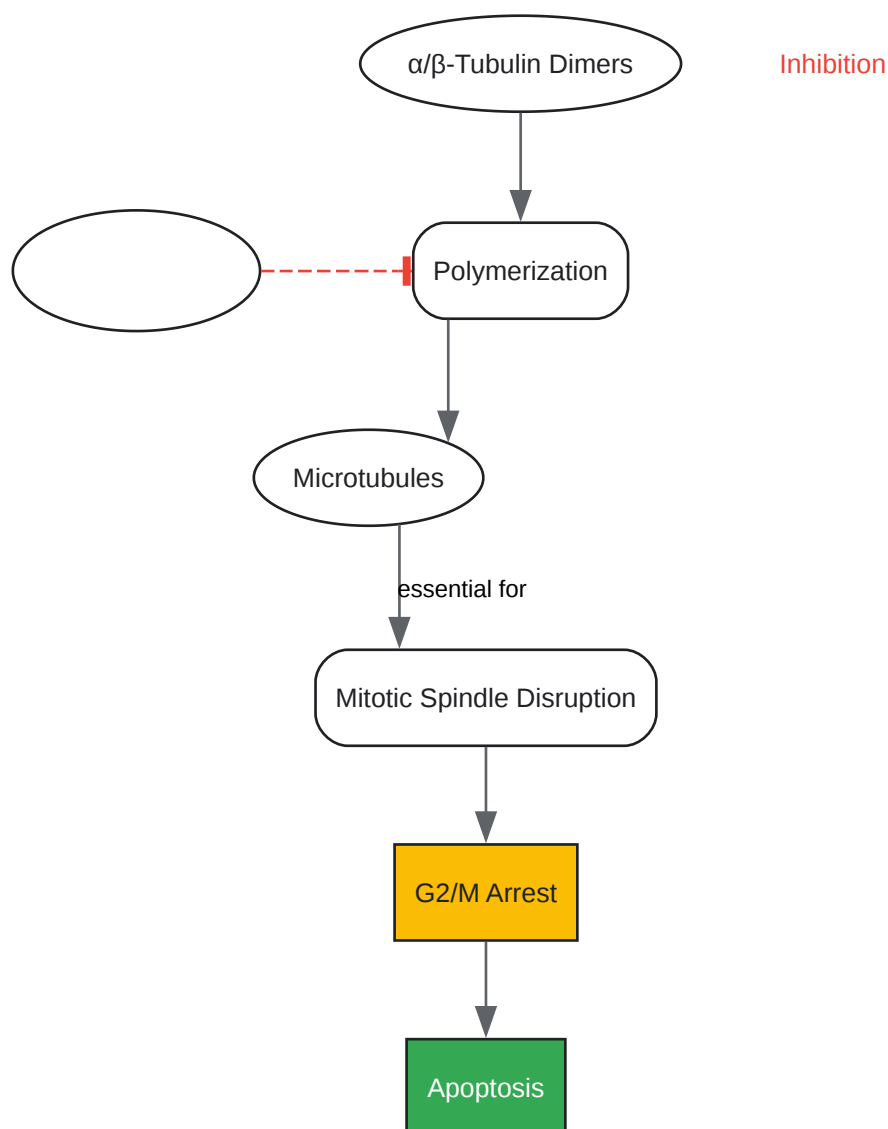 α/β-Tubulin Dimers
Inhibition
Polymerization
Microtubules
essential for
Mitotic Spindle Disruption
G2/M Arrest
Apoptosis